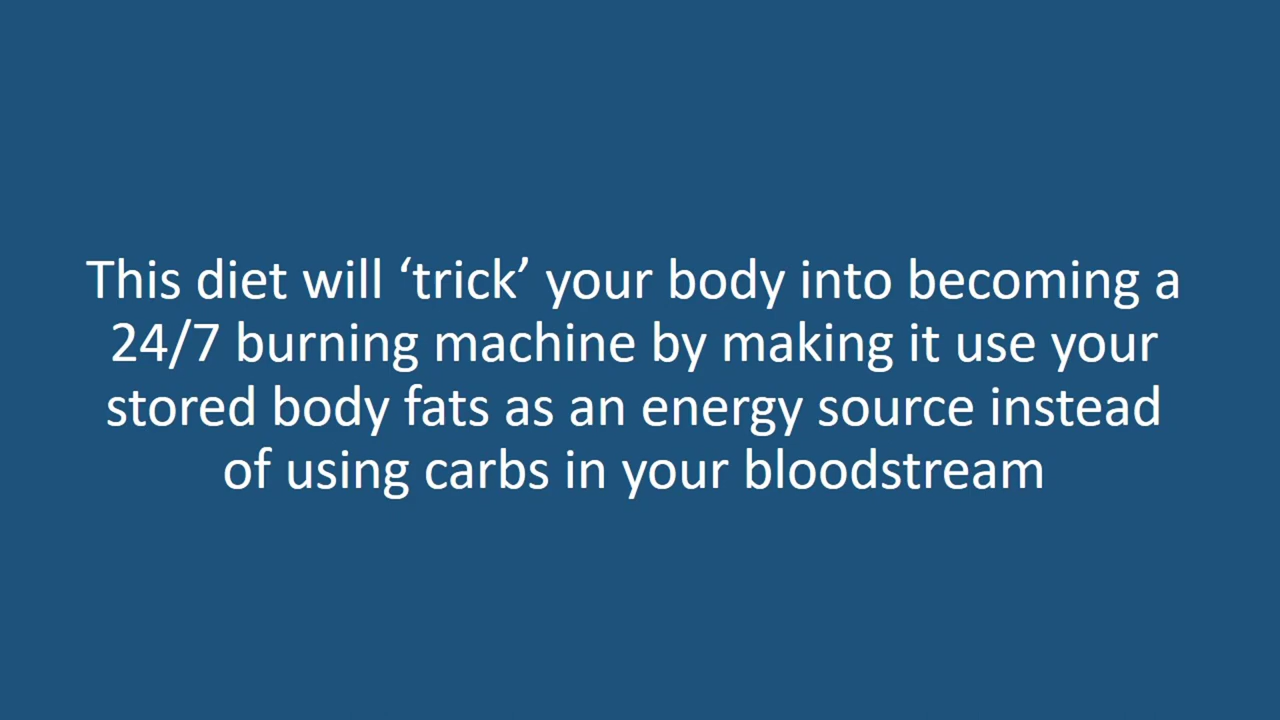 This diet will ‘trick’ your body into becoming a
24/7 burning machine by making it use your
stored body fats as an energy source instead
of using carbs in your bloodstream